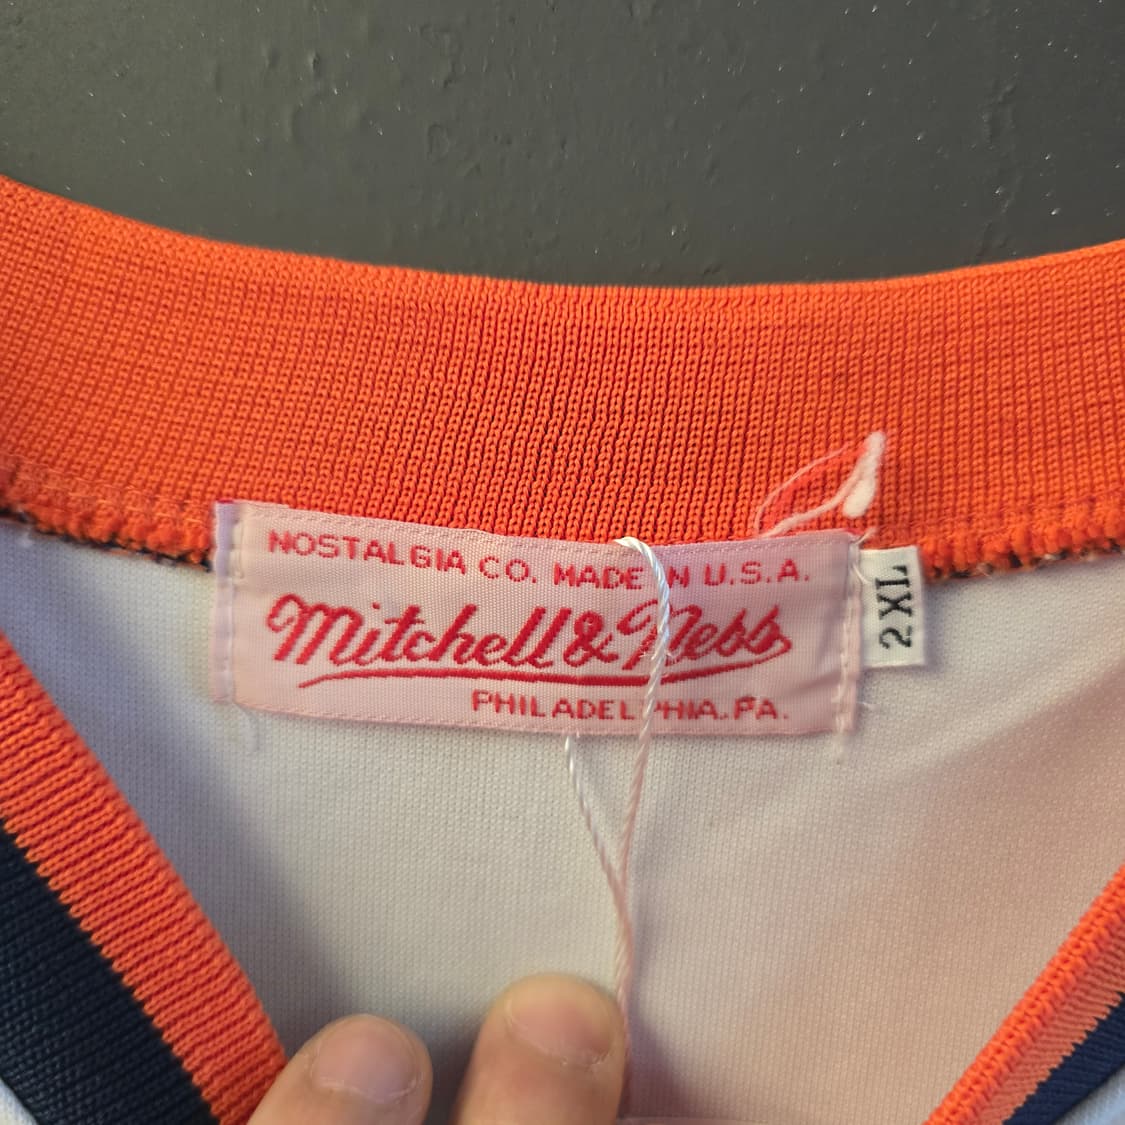 NOSTALGIA CO. MADE IN U.S.A.
Mitchell & Ness
PHILADELPHIA. PA.
2XL